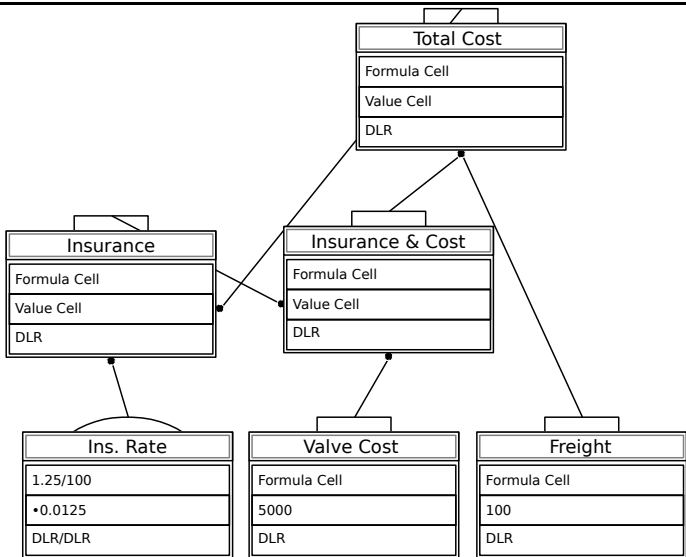 Total Cost
Formula Cell
Value Cell
DLR
Insurance
Formula Cell
Value Cell
DLR
Insurance & Cost
Formula Cell
Value Cell
DLR
Ins. Rate
1.25/100
•0.0125
DLR/DLR
Valve Cost
Formula Cell
5000
DLR
Freight
Formula Cell
100
DLR